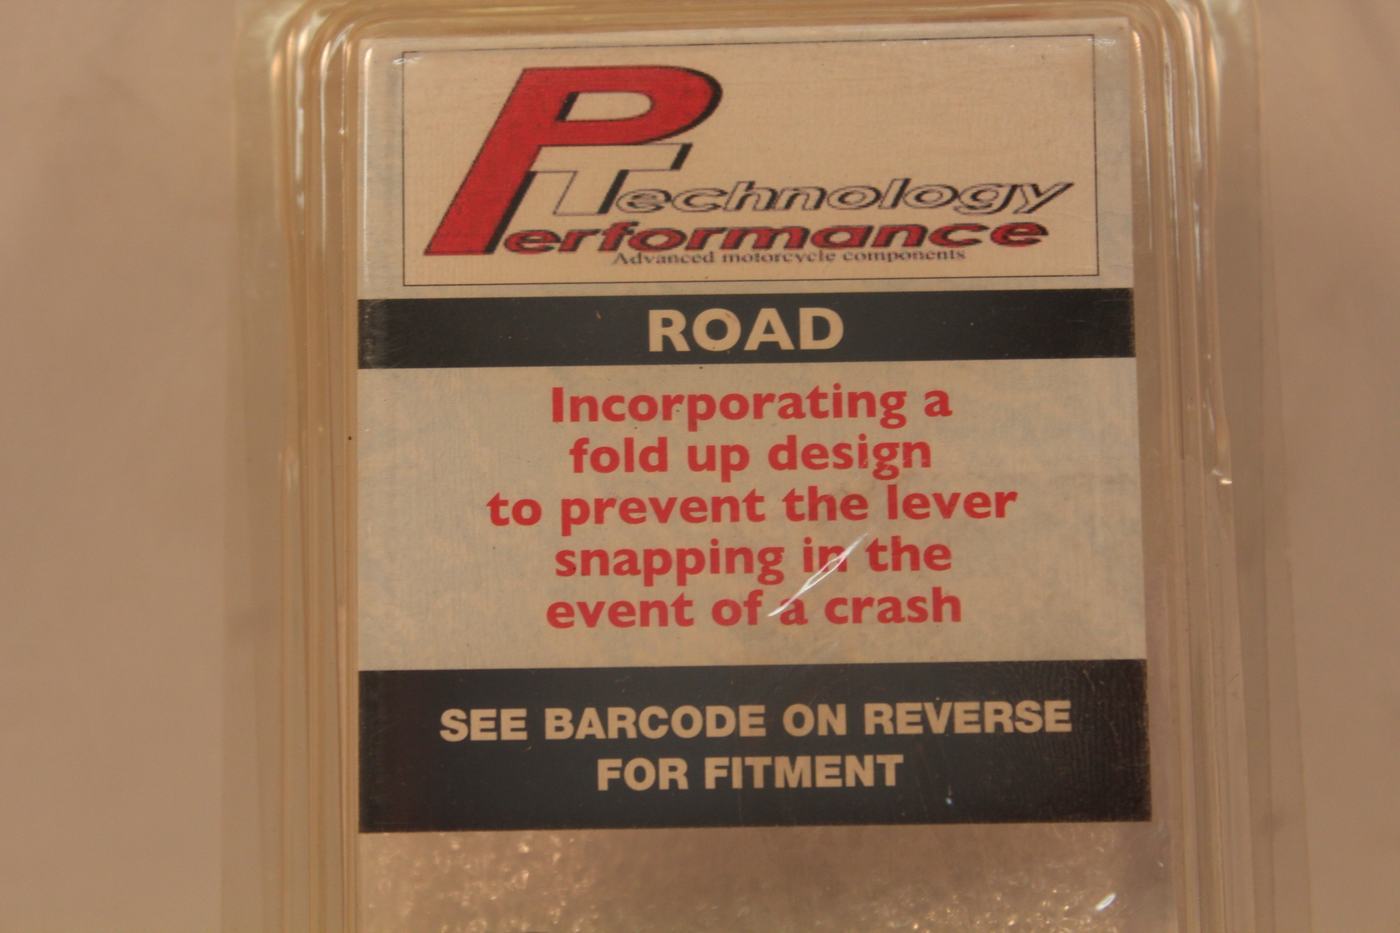 PTechnology
Performance
Advanced motorcycle components
ROAD
Incorporating a
fold up design
to prevent the lever
snapping in the
event of a crash
SEE BARCODE ON REVERSE
FOR FITMENT